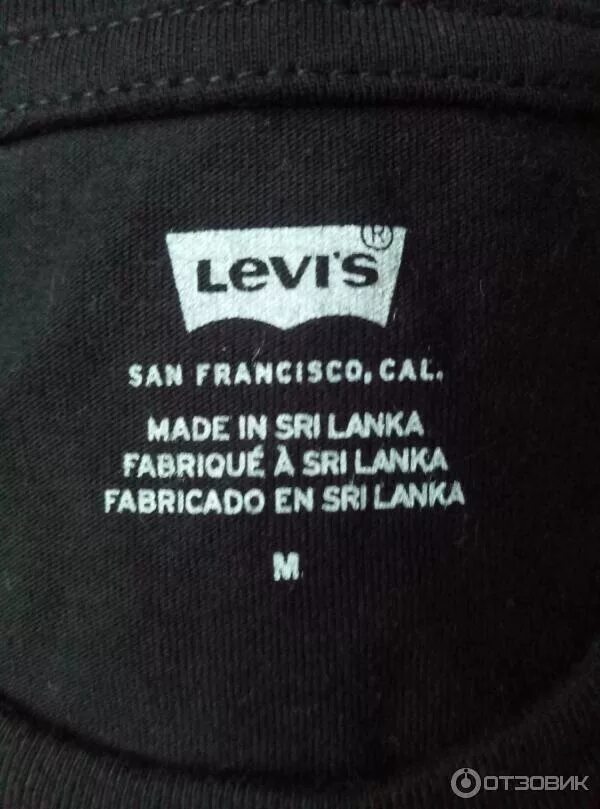 LEVI'S ®
SAN FRANCISCO, CAL.
MADE IN SRI LANKA
FABRIQUÉ À SRI LANKA
FABRICADO EN SRI LANKA
M
ОТЗОВИК